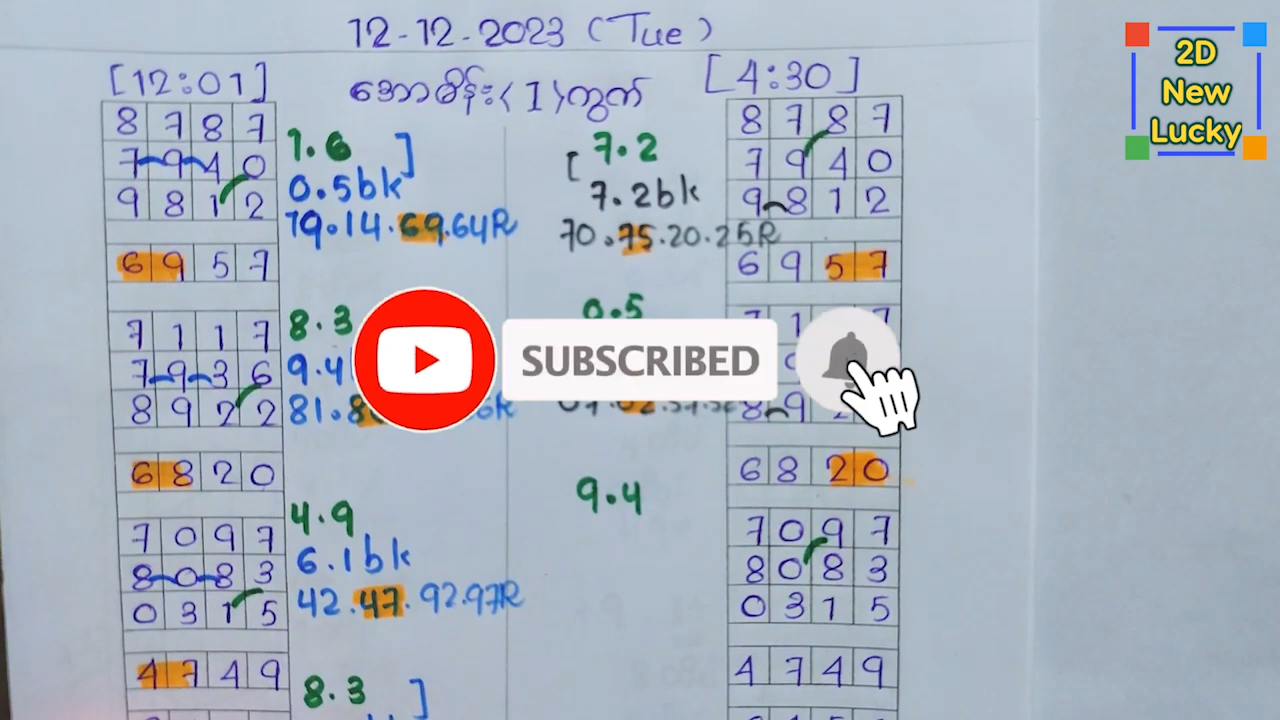 12-12-2023 (Tue)
2D
New
Lucky
[12:01]
အောမိန်း<1>ကွက်
[4:30]
8 7 8 7
7 9 4 0
9 8 1 2
6 9 5 7
1.6
0.5bk
19.14.69.64R
7.2
7.2bk
70.75.20.25R
8 7 8 7
7 9 4 0
9 8 1 2
6 9 5 7
7 1 1 7
7 9 3 6
8 9 2 2
6 8 2 0
8.3
9.4
81.
0.5
SUBSCRIBED
6 8 2 0
7 0 9 7
8 0 8 3
0 3 1 5
4 7 4 9
4.9
6.1bk
42.47.92.97R
9.4
7 0 9 7
8 0 8 3
0 3 1 5
4 7 4 9
8.3